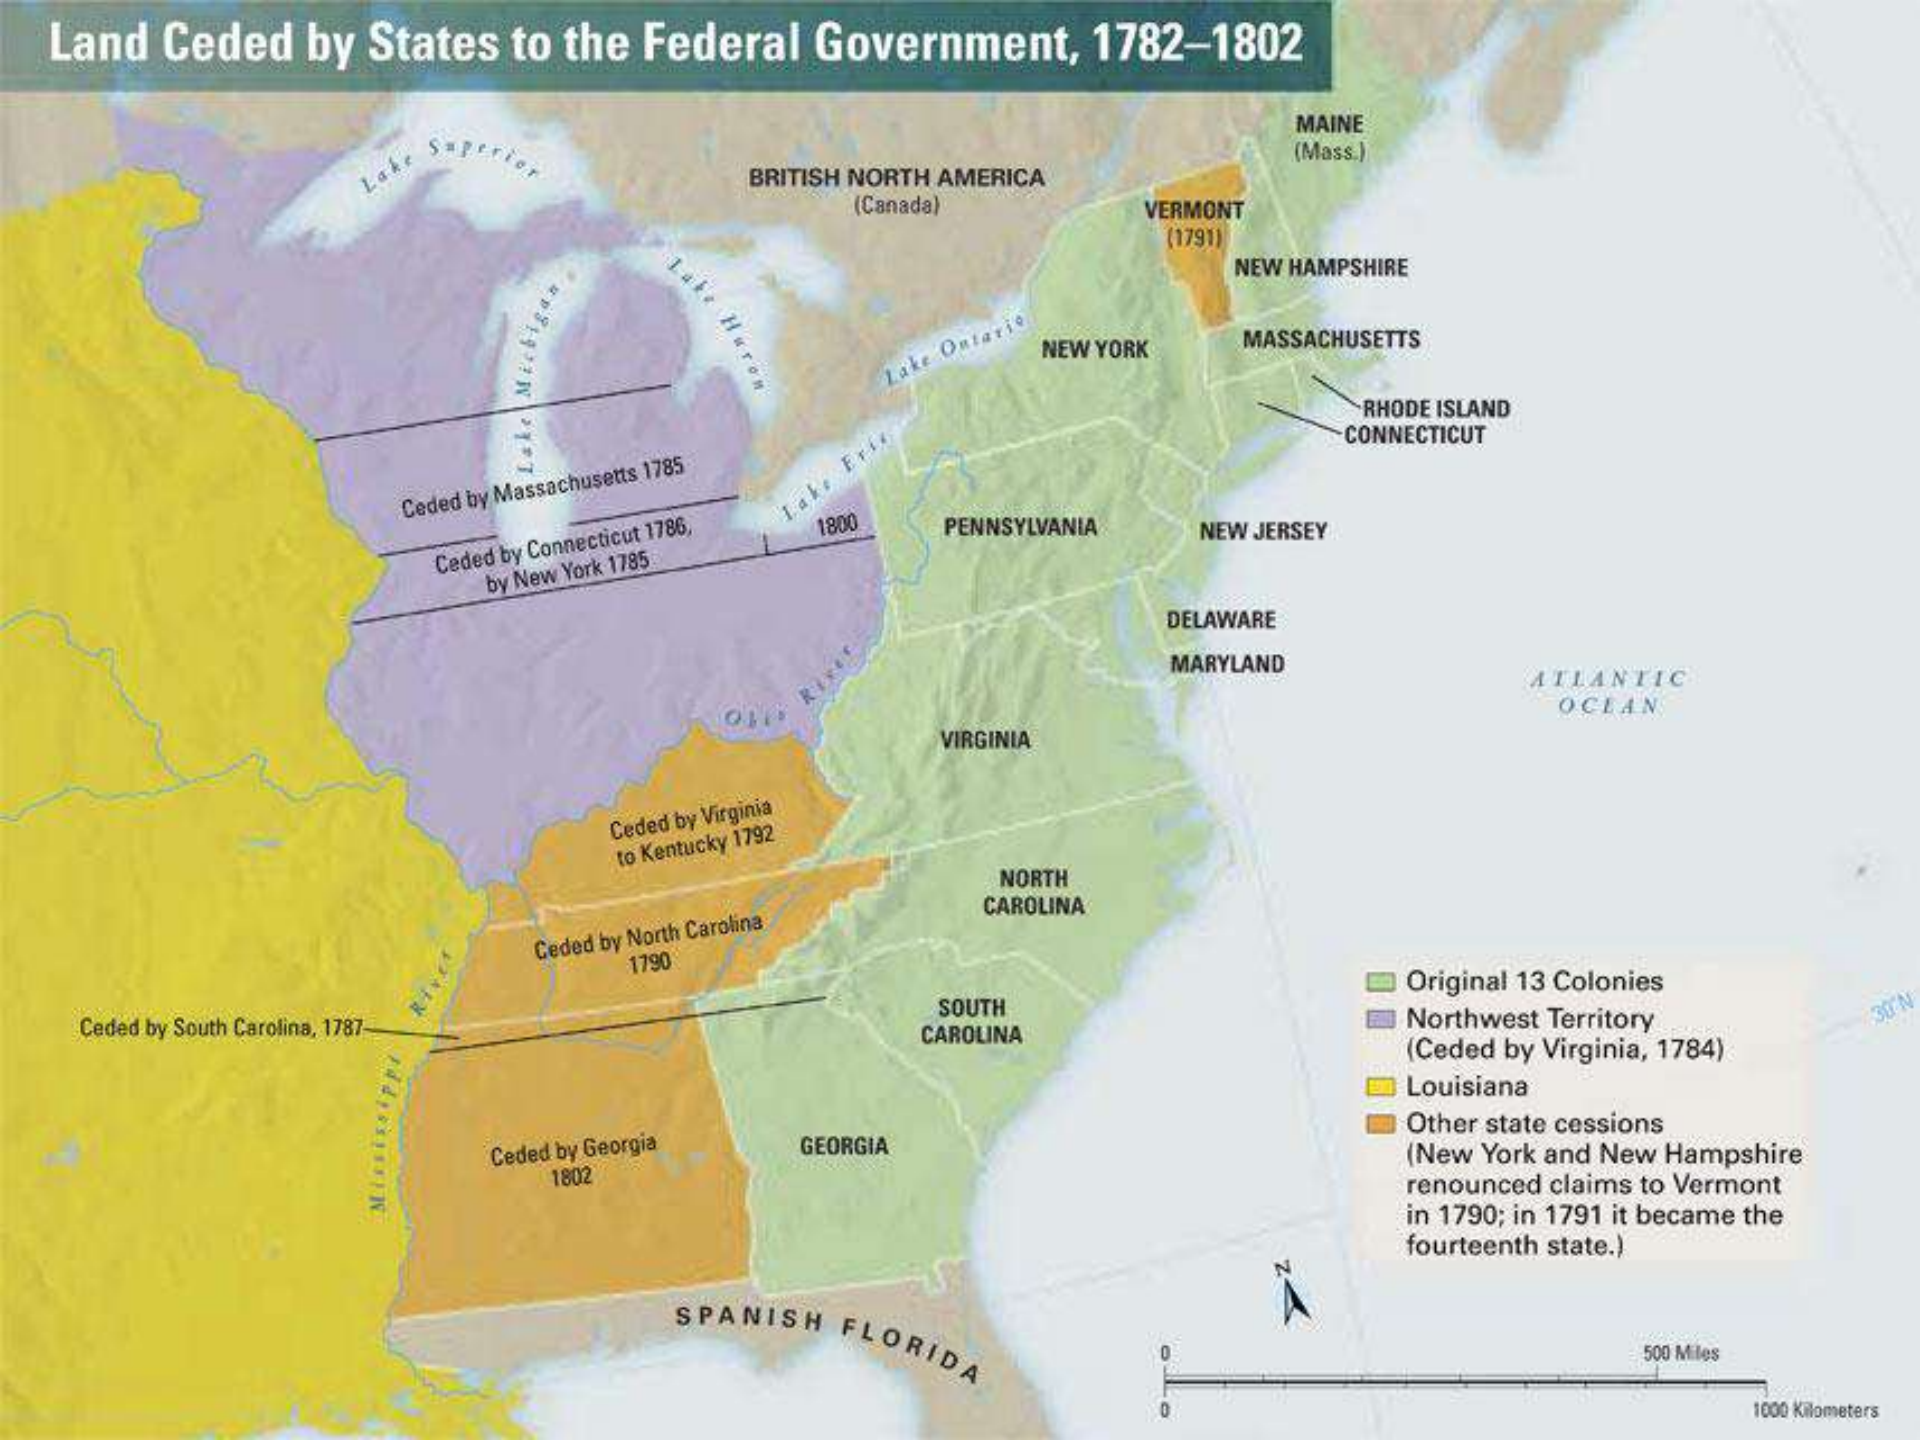 Land Ceded by States to the Federal Government, 1782–1802
MAINE
(Mass.)
Lake Superior
BRITISH NORTH AMERICA
(Canada)
VERMONT
(1791)
NEW HAMPSHIRE
Lake Michigan
Lake Huron
Lake Ontario
NEW YORK
MASSACHUSETTS
RHODE ISLAND
CONNECTICUT
Lake Erie
Ceded by Massachusetts 1785
1800
Ceded by Connecticut 1786,
by New York 1785
PENNSYLVANIA
NEW JERSEY
DELAWARE
MARYLAND
ATLANTIC
OCEAN
Ohio River
VIRGINIA
Ceded by Virginia
to Kentucky 1792
NORTH
CAROLINA
Ceded by North Carolina
1790
Mississippi River
Ceded by South Carolina, 1787
SOUTH
CAROLINA
Ceded by Georgia
1802
GEORGIA
SPANISH FLORIDA
Original 13 Colonies
Northwest Territory
(Ceded by Virginia, 1784)
Louisiana
Other state cessions
(New York and New Hampshire
renounced claims to Vermont
in 1790; in 1791 it became the
fourteenth state.)
30°N
N
0 500 Miles
0 1000 Kilometers